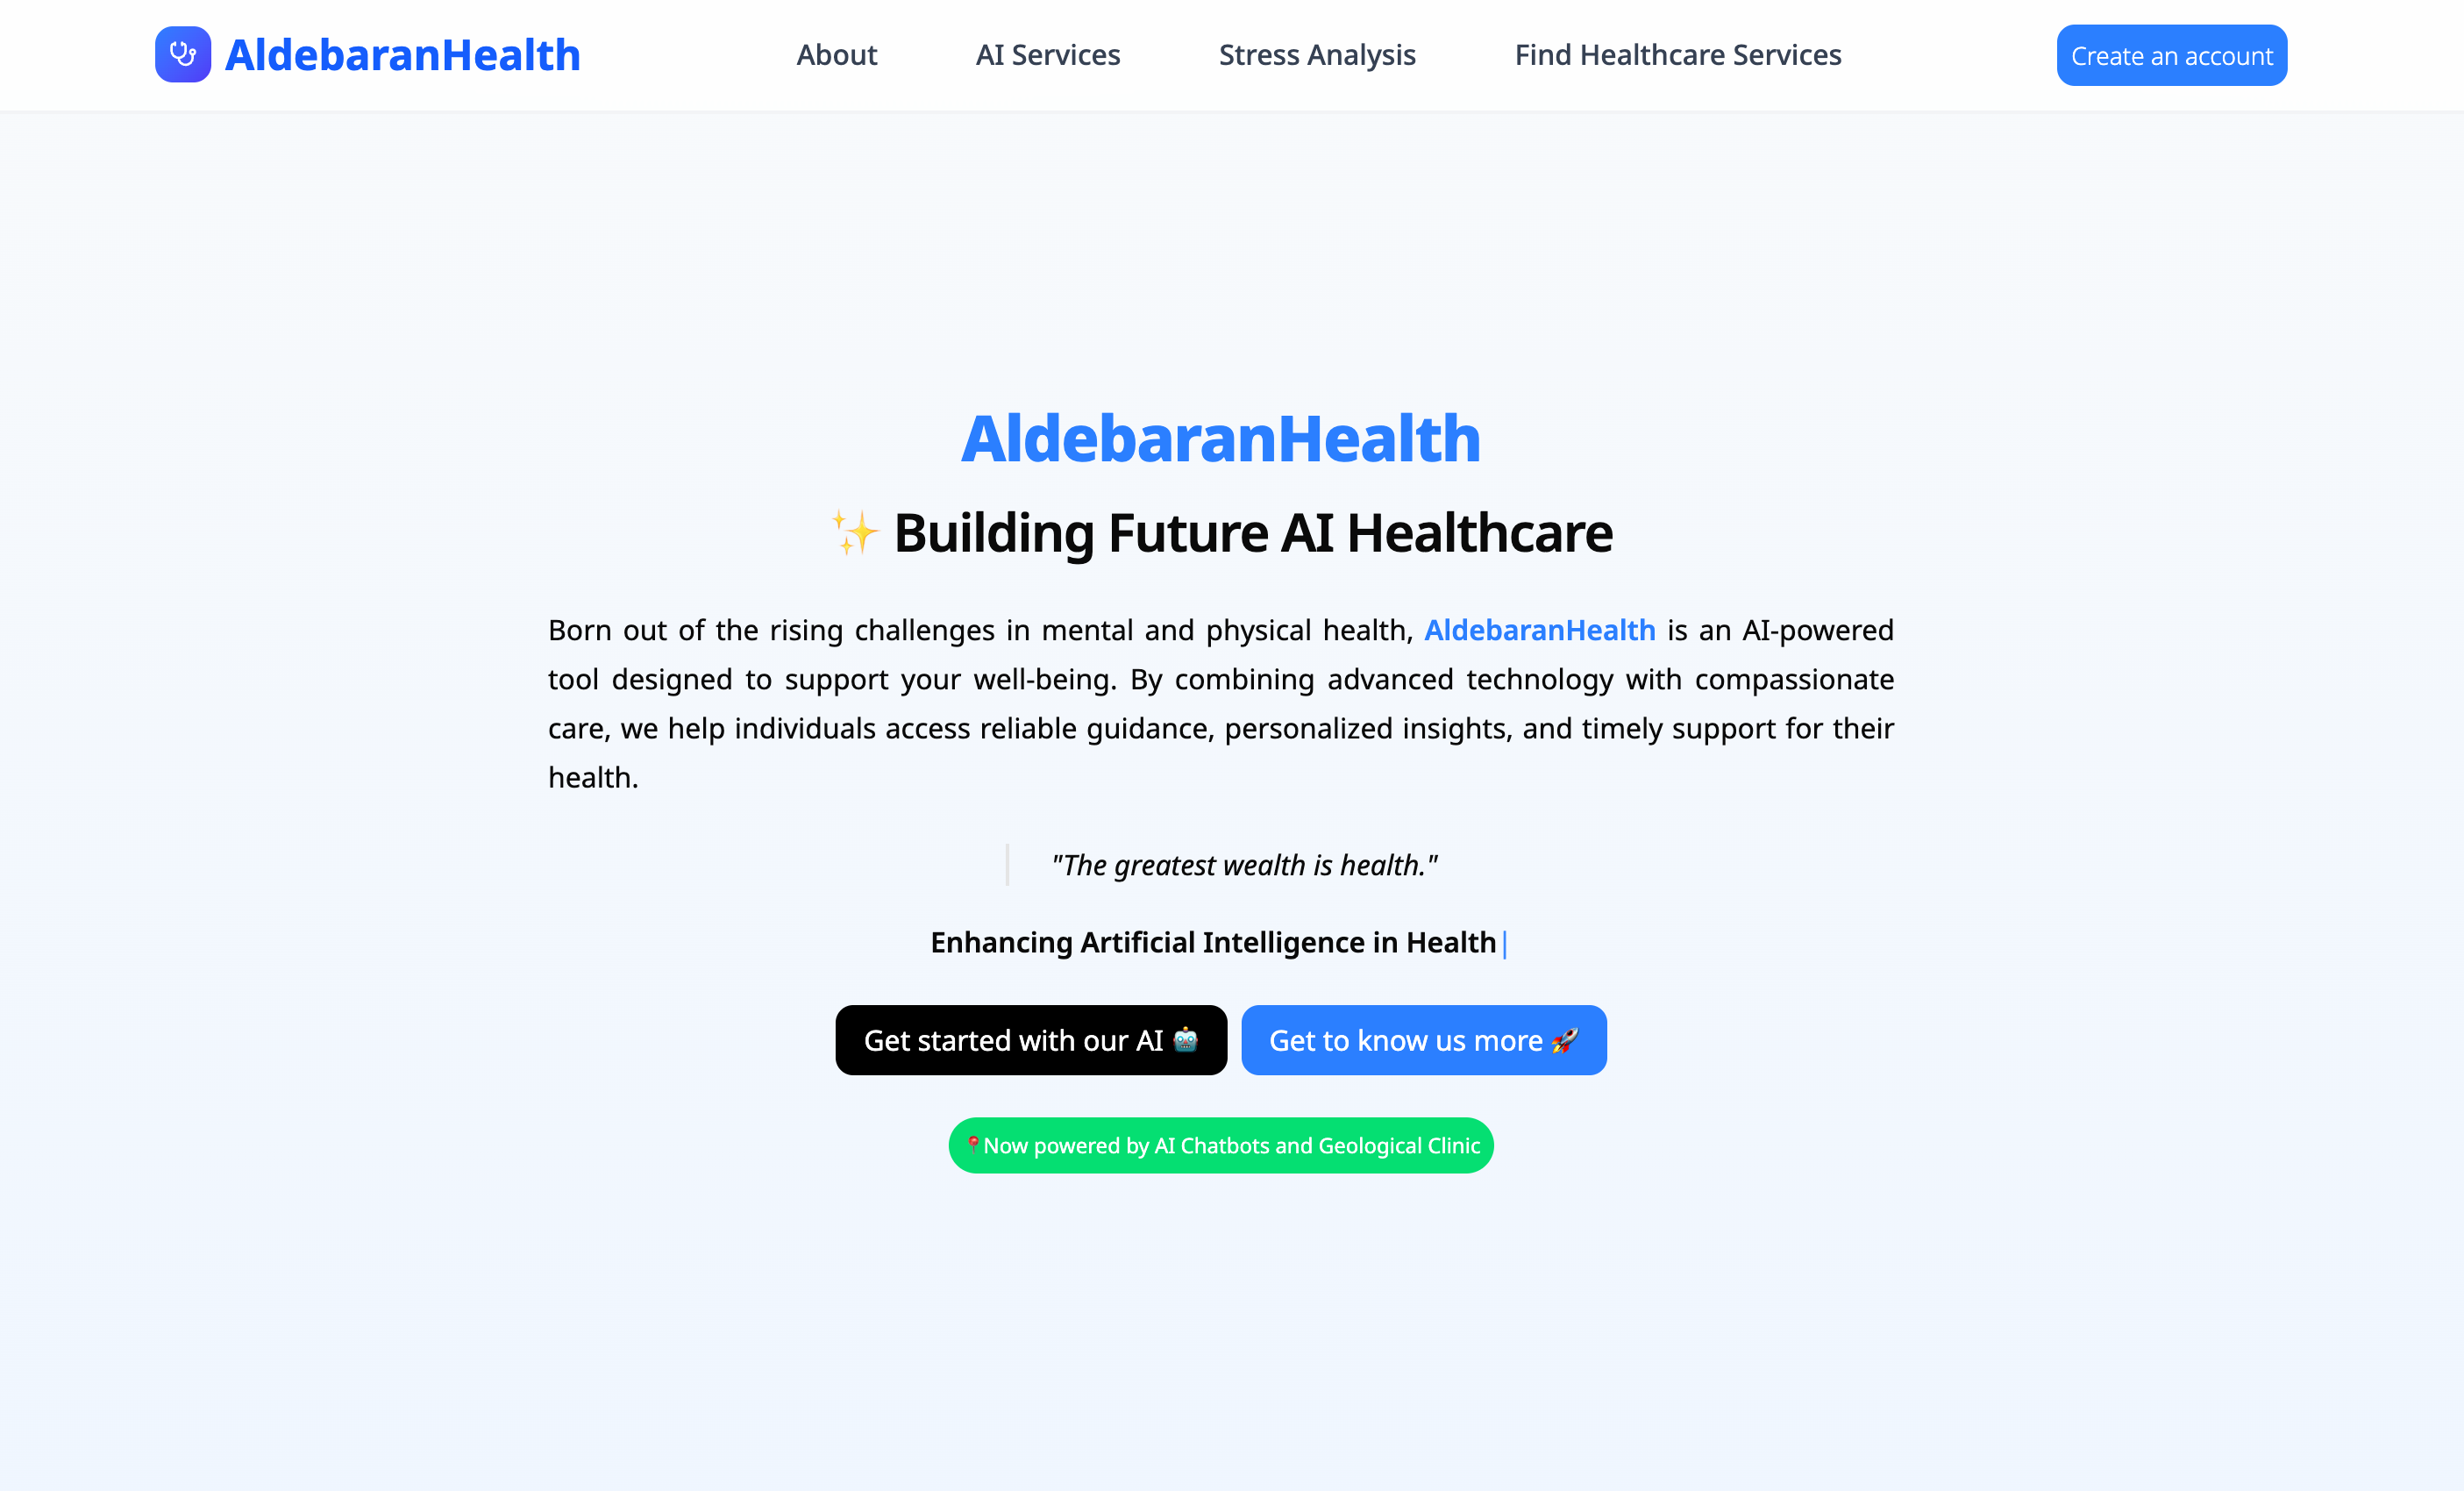 AldebaranHealth
About
AI Services
Stress Analysis
Find Healthcare Services
Create an account
AldebaranHealth
✨ Building Future AI Healthcare
Born out of the rising challenges in mental and physical health, AldebaranHealth is an AI-powered
tool designed to support your well-being. By combining advanced technology with compassionate
care, we help individuals access reliable guidance, personalized insights, and timely support for their
health.
"The greatest wealth is health."
Enhancing Artificial Intelligence in Health|
Get started with our AI 🤖
Get to know us more 🚀
📍Now powered by AI Chatbots and Geological Clinic